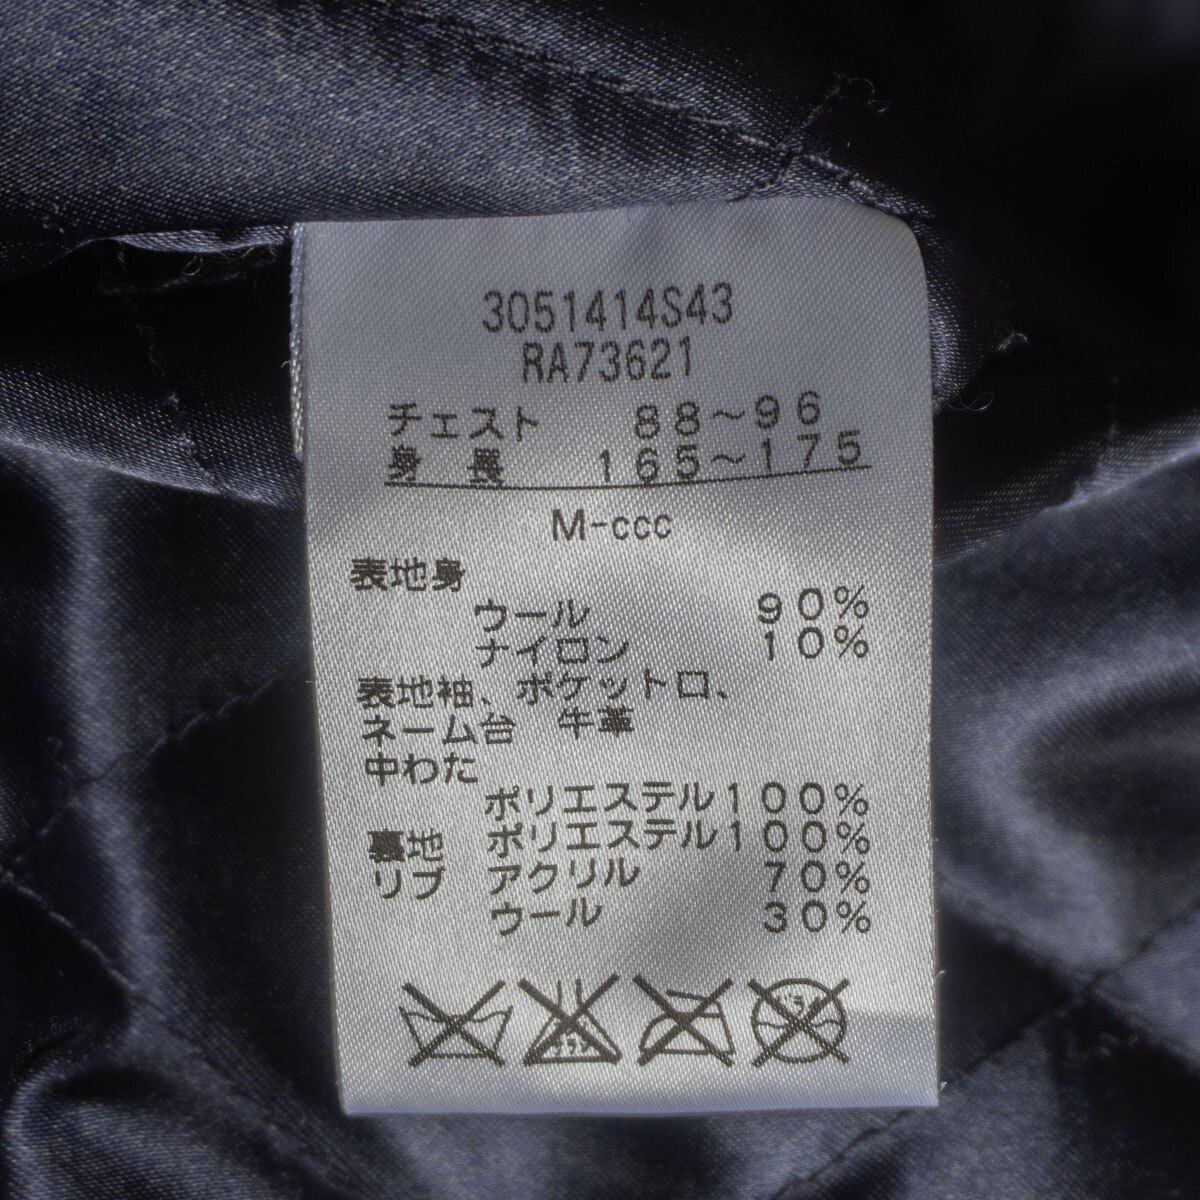 3051414S43
RA73621
チェスト 88～96
身長 165～175
M-ccc
表地身
ウール 90%
ナイロン 10%
表地袖、ポケット口、
ネーム台 牛革
中わた
ポリエステル100%
裏地 ポリエステル100%
リブ アクリル 70%
ウール 30%